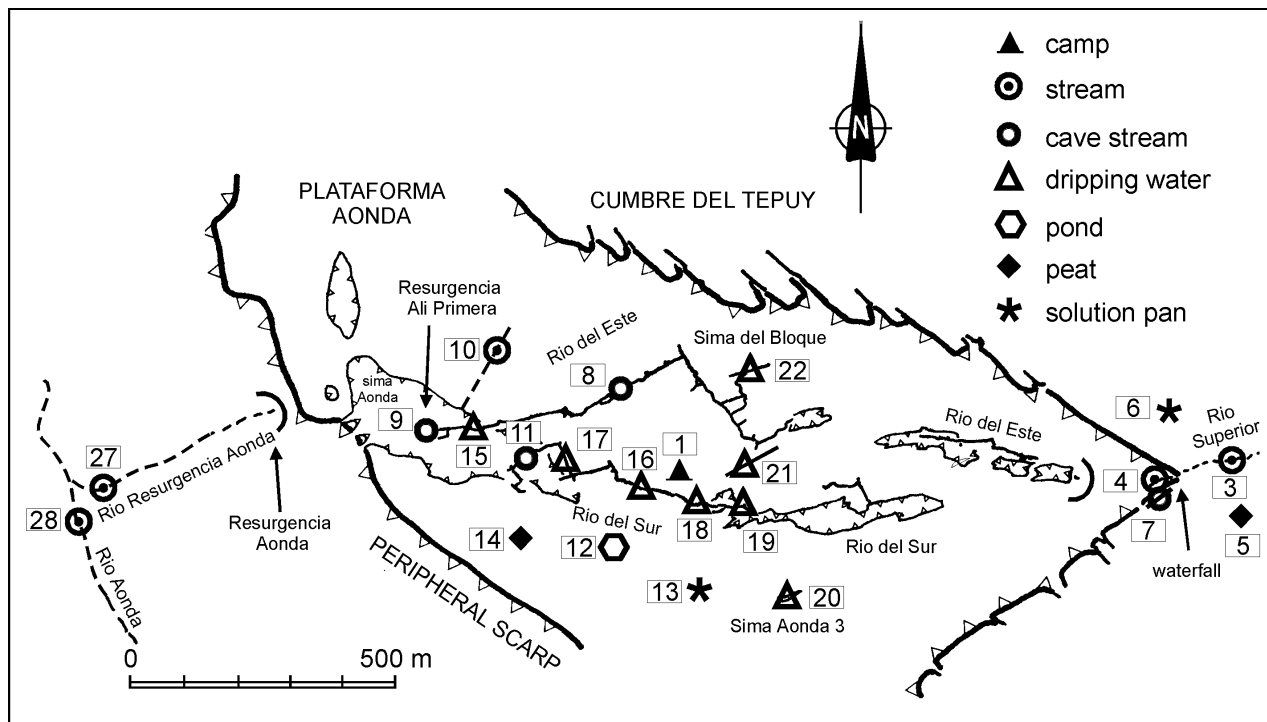 camp
stream
cave stream
dripping water
pond
peat
solution pan
N
PLATAFORMA
AONDA
CUMBRE DEL TEPUY
Resurgencia
Ali Primera
10
Rio del Este
Sima del Bloque
22
8
sima
Aonda
9
6
Rio
Superior
Rio del Este
11
17
15
16
1
21
4
3
27
Rio Resurgencia Aonda
28
Resurgencia
Aonda
14
Rio del Sur
12
18
19
Rio del Sur
7
5
waterfall
Rio Aonda
PERIPHERAL SCARP
13
20
Sima Aonda 3
0
500 m